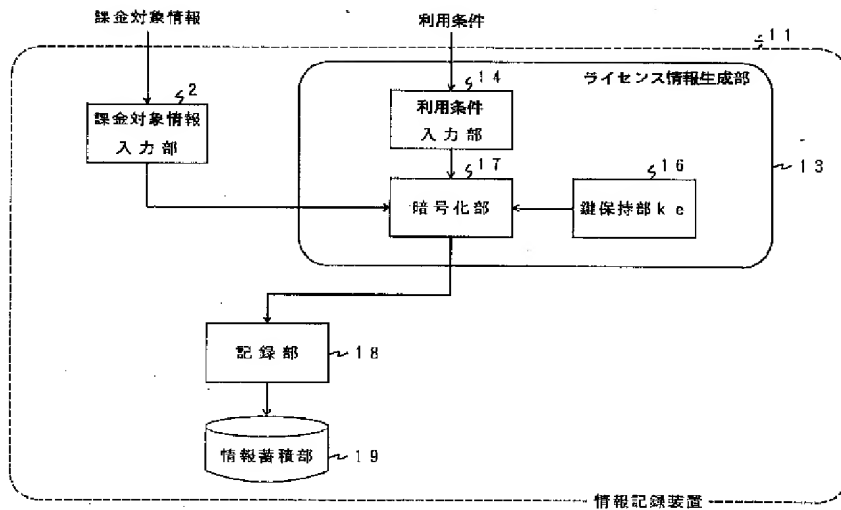 課金対象情報
利用条件
11
ライセンス情報生成部
2
課金対象情報
入力部
14
利用条件
入力部
13
17
暗号化部
16
鍵保持部kc
記録部
18
情報蓄積部
19
情報記録装置